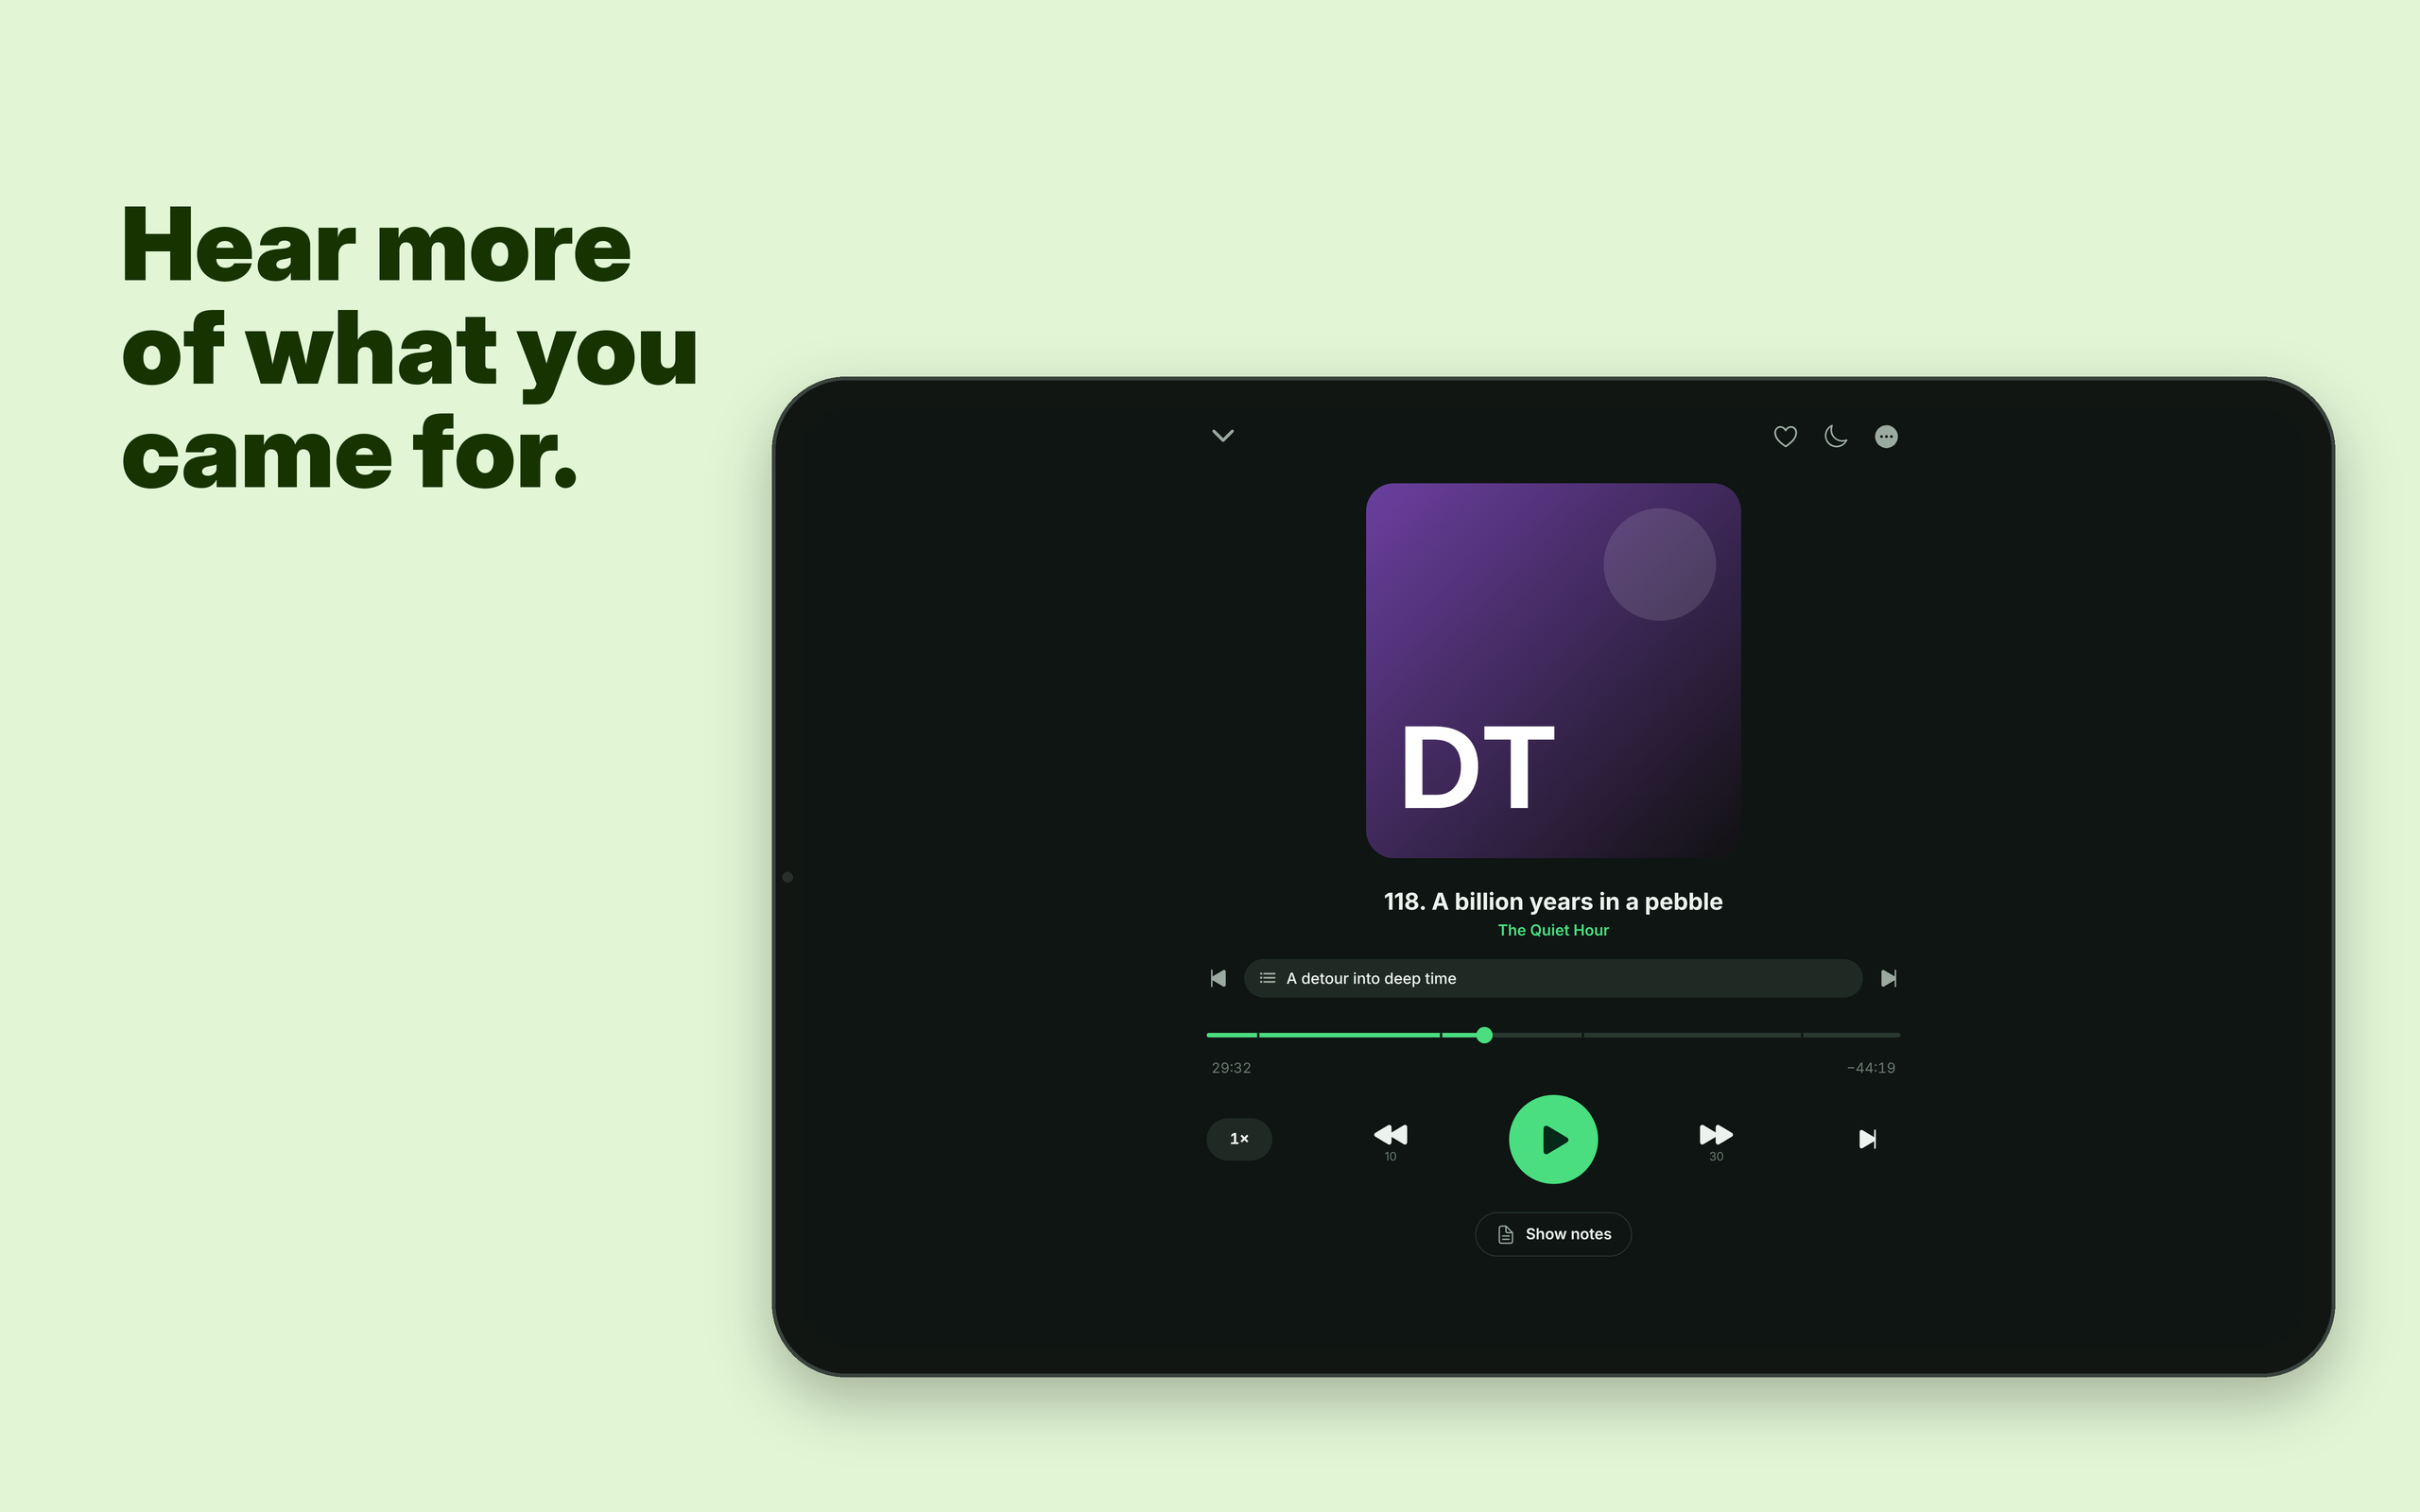 Hear more
of what you
came for.
DT
118. A billion years in a pebble
The Quiet Hour
A detour into deep time
29:32
−44:19
1×
10
30
Show notes